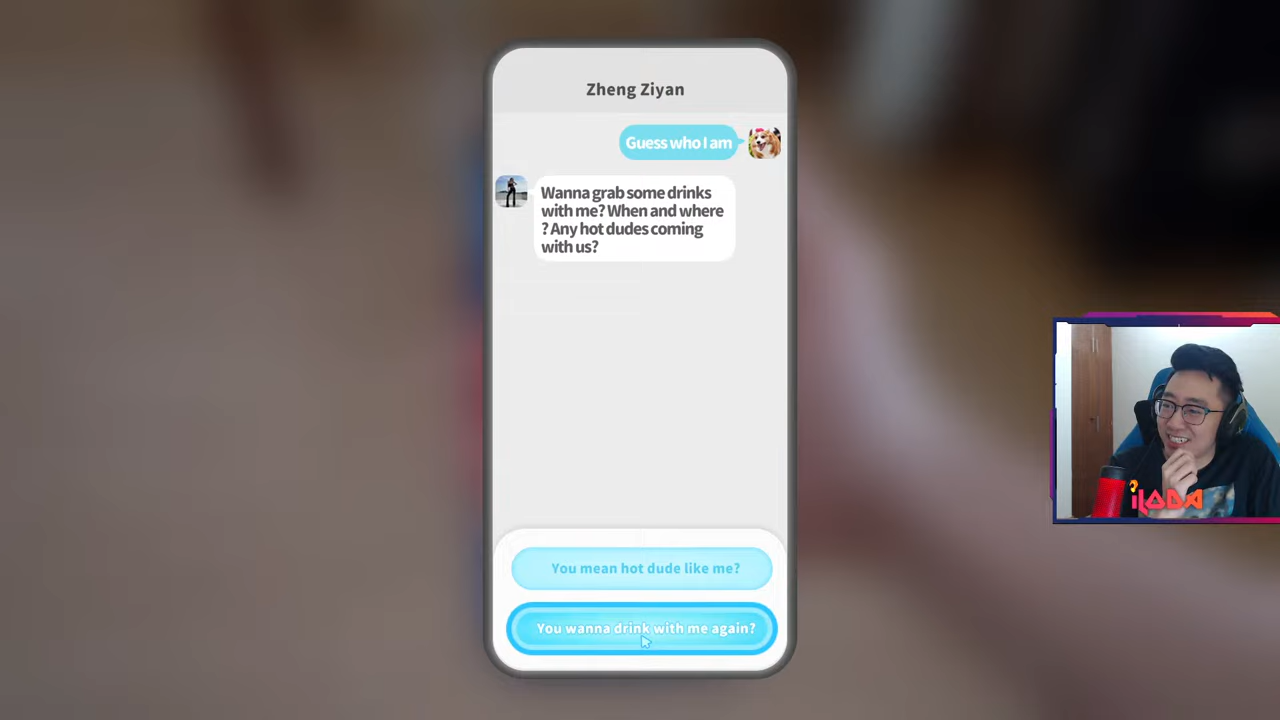 Zheng Ziyan
Guess who I am
Wanna grab some drinks
with me? When and where
? Any hot dudes coming
with us?
You mean hot dude like me?
You wanna drink with me again?